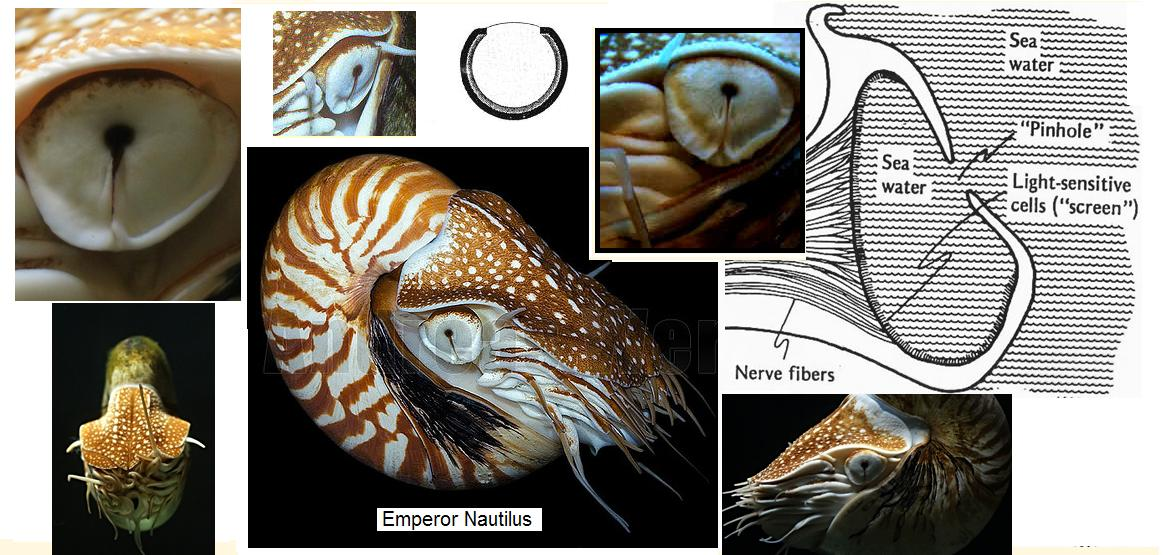 Sea
water
"Pinhole"
Sea
water
Light-sensitive
cells ("screen")
Nerve fibers
Emperor Nautilus